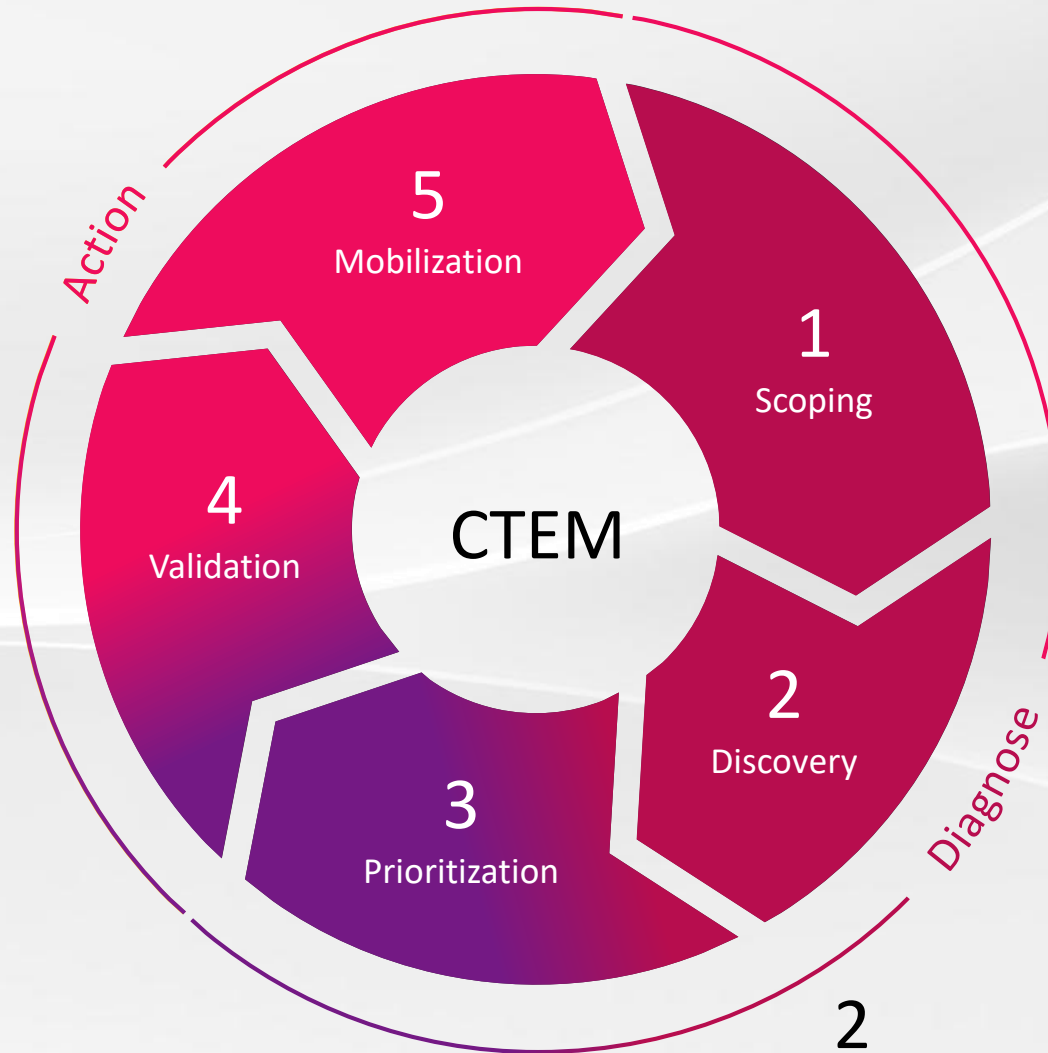 5
Mobilization
Action
1
Scoping
4
Validation
CTEM
2
Discovery
3
Prioritization
Diagnose
2